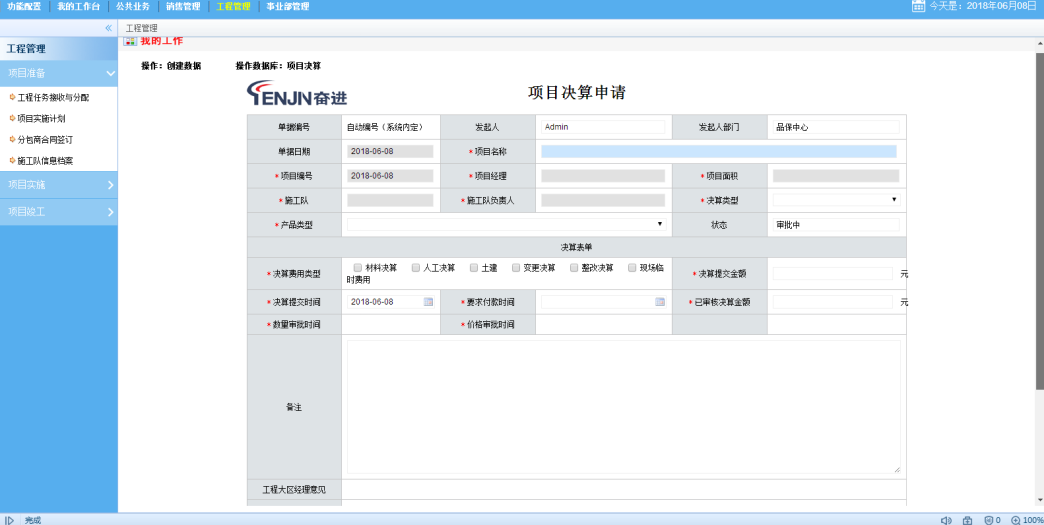 功能配置 我的工作台 公共业务 销售管理 工程管理 事业部管理 今天是：2018年06月08日
工程管理
工程管理
我的工作
项目准备
工程任务接收与分配
项目实施计划
分包商合同签订
施工队信息档案
项目实施
项目竣工
操作：创建数据 操作数据库：项目决算
TENJN奋进 项目决算申请
单据编号 自动编号（系统内定） 发起人 Admin 发起人部门 品保中心
单据日期 2018-06-08 *项目名称
*项目编号 2018-06-08 *项目经理 *项目面积
*施工队 *施工队负责人 *决算类型
*产品类型 状态 审批中
决算表单
*决算费用类型 材料决算 人工决算 土建 变更决算 整改决算 现场临时费用 *决算提交金额 元
*决算提交时间 2018-06-08 *要求付款时间 *已审核决算金额 元
*数量审批时间 *价格审批时间
备注
工程大区经理意见
完成 0 100%